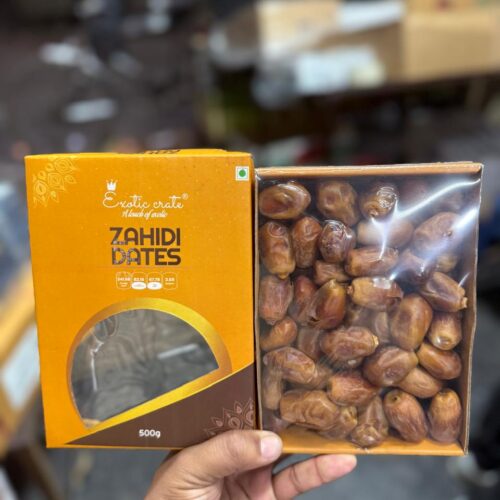 Exotic crate®
A touch of exotic
ZAHIDI
DATES
500g